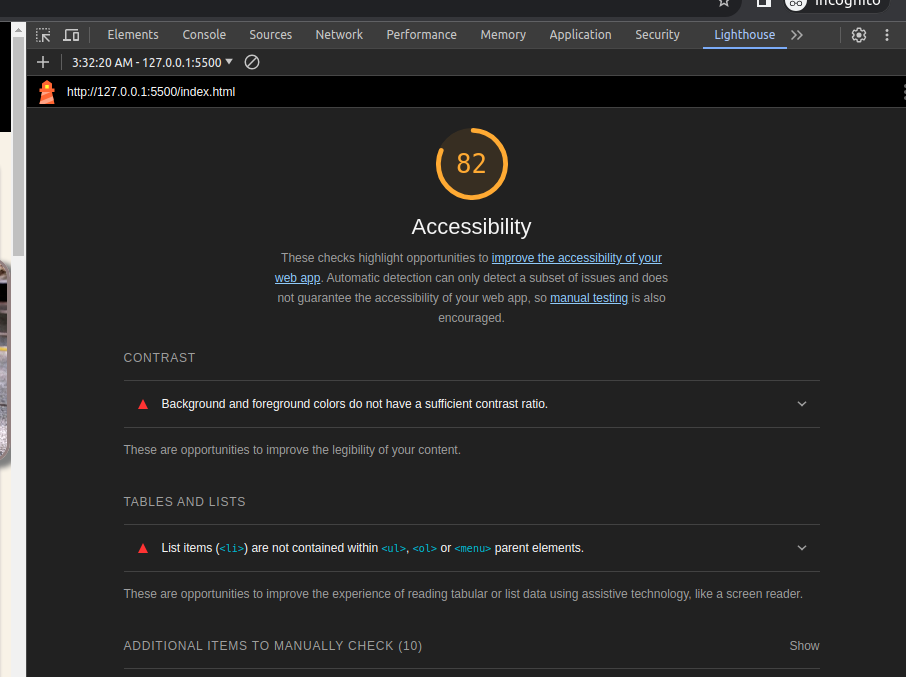 Incognito
Elements Console Sources Network Performance Memory Application Security Lighthouse
3:32:20 AM - 127.0.0.1:5500
http://127.0.0.1:5500/index.html
82
Accessibility
These checks highlight opportunities to improve the accessibility of your
web app. Automatic detection can only detect a subset of issues and does
not guarantee the accessibility of your web app, so manual testing is also
encouraged.
CONTRAST
Background and foreground colors do not have a sufficient contrast ratio.
These are opportunities to improve the legibility of your content.
TABLES AND LISTS
List items (<li>) are not contained within <ul>, <ol> or <menu> parent elements.
These are opportunities to improve the experience of reading tabular or list data using assistive technology, like a screen reader.
ADDITIONAL ITEMS TO MANUALLY CHECK (10) Show